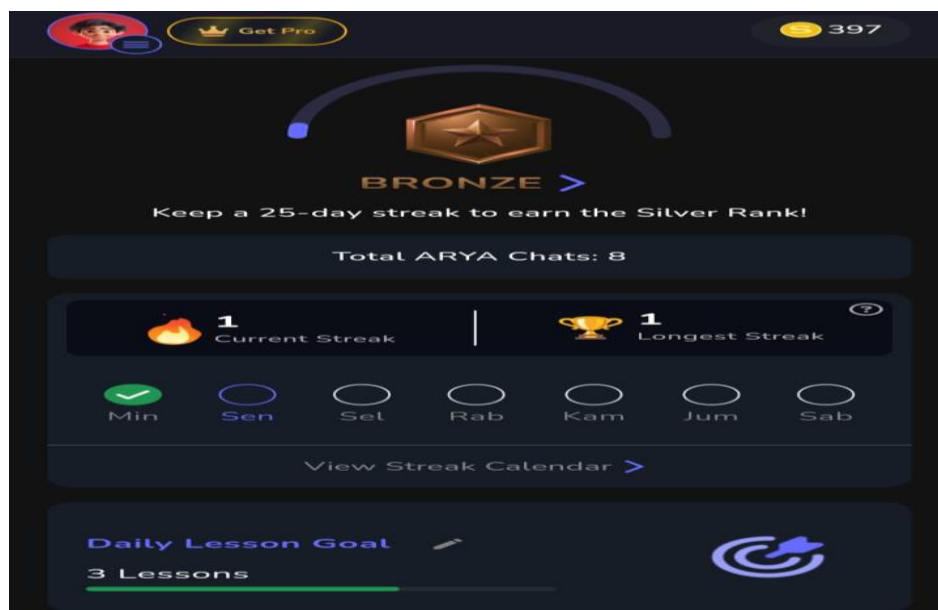 Get Pro
S 397
BRONZE >
Keep a 25-day streak to earn the Silver Rank!
Total ARYA Chats: 8
1
Current Streak
1
Longest Streak
?
Min Sen Sel Rab Kam Jum Sab
View Streak Calendar >
Daily Lesson Goal
3 Lessons